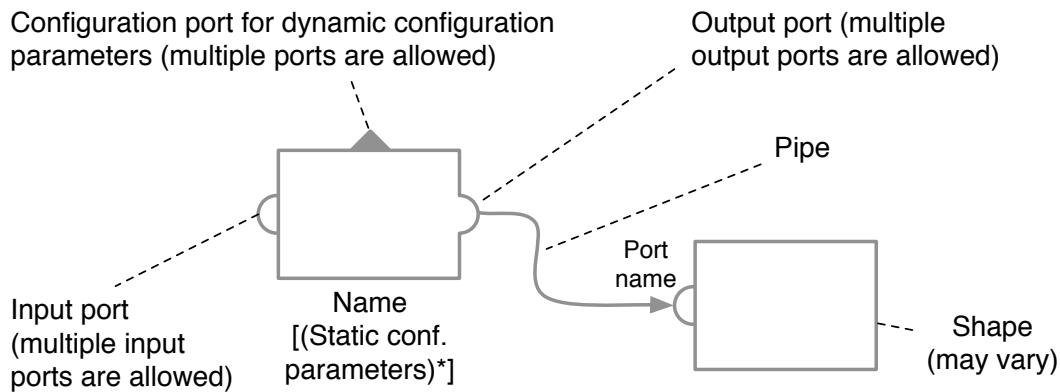 Configuration port for dynamic configuration
parameters (multiple ports are allowed)
Output port (multiple
output ports are allowed)
Pipe
Port
name
Input port
(multiple input
ports are allowed)
Name
[(Static conf.
parameters)*]
Shape
(may vary)